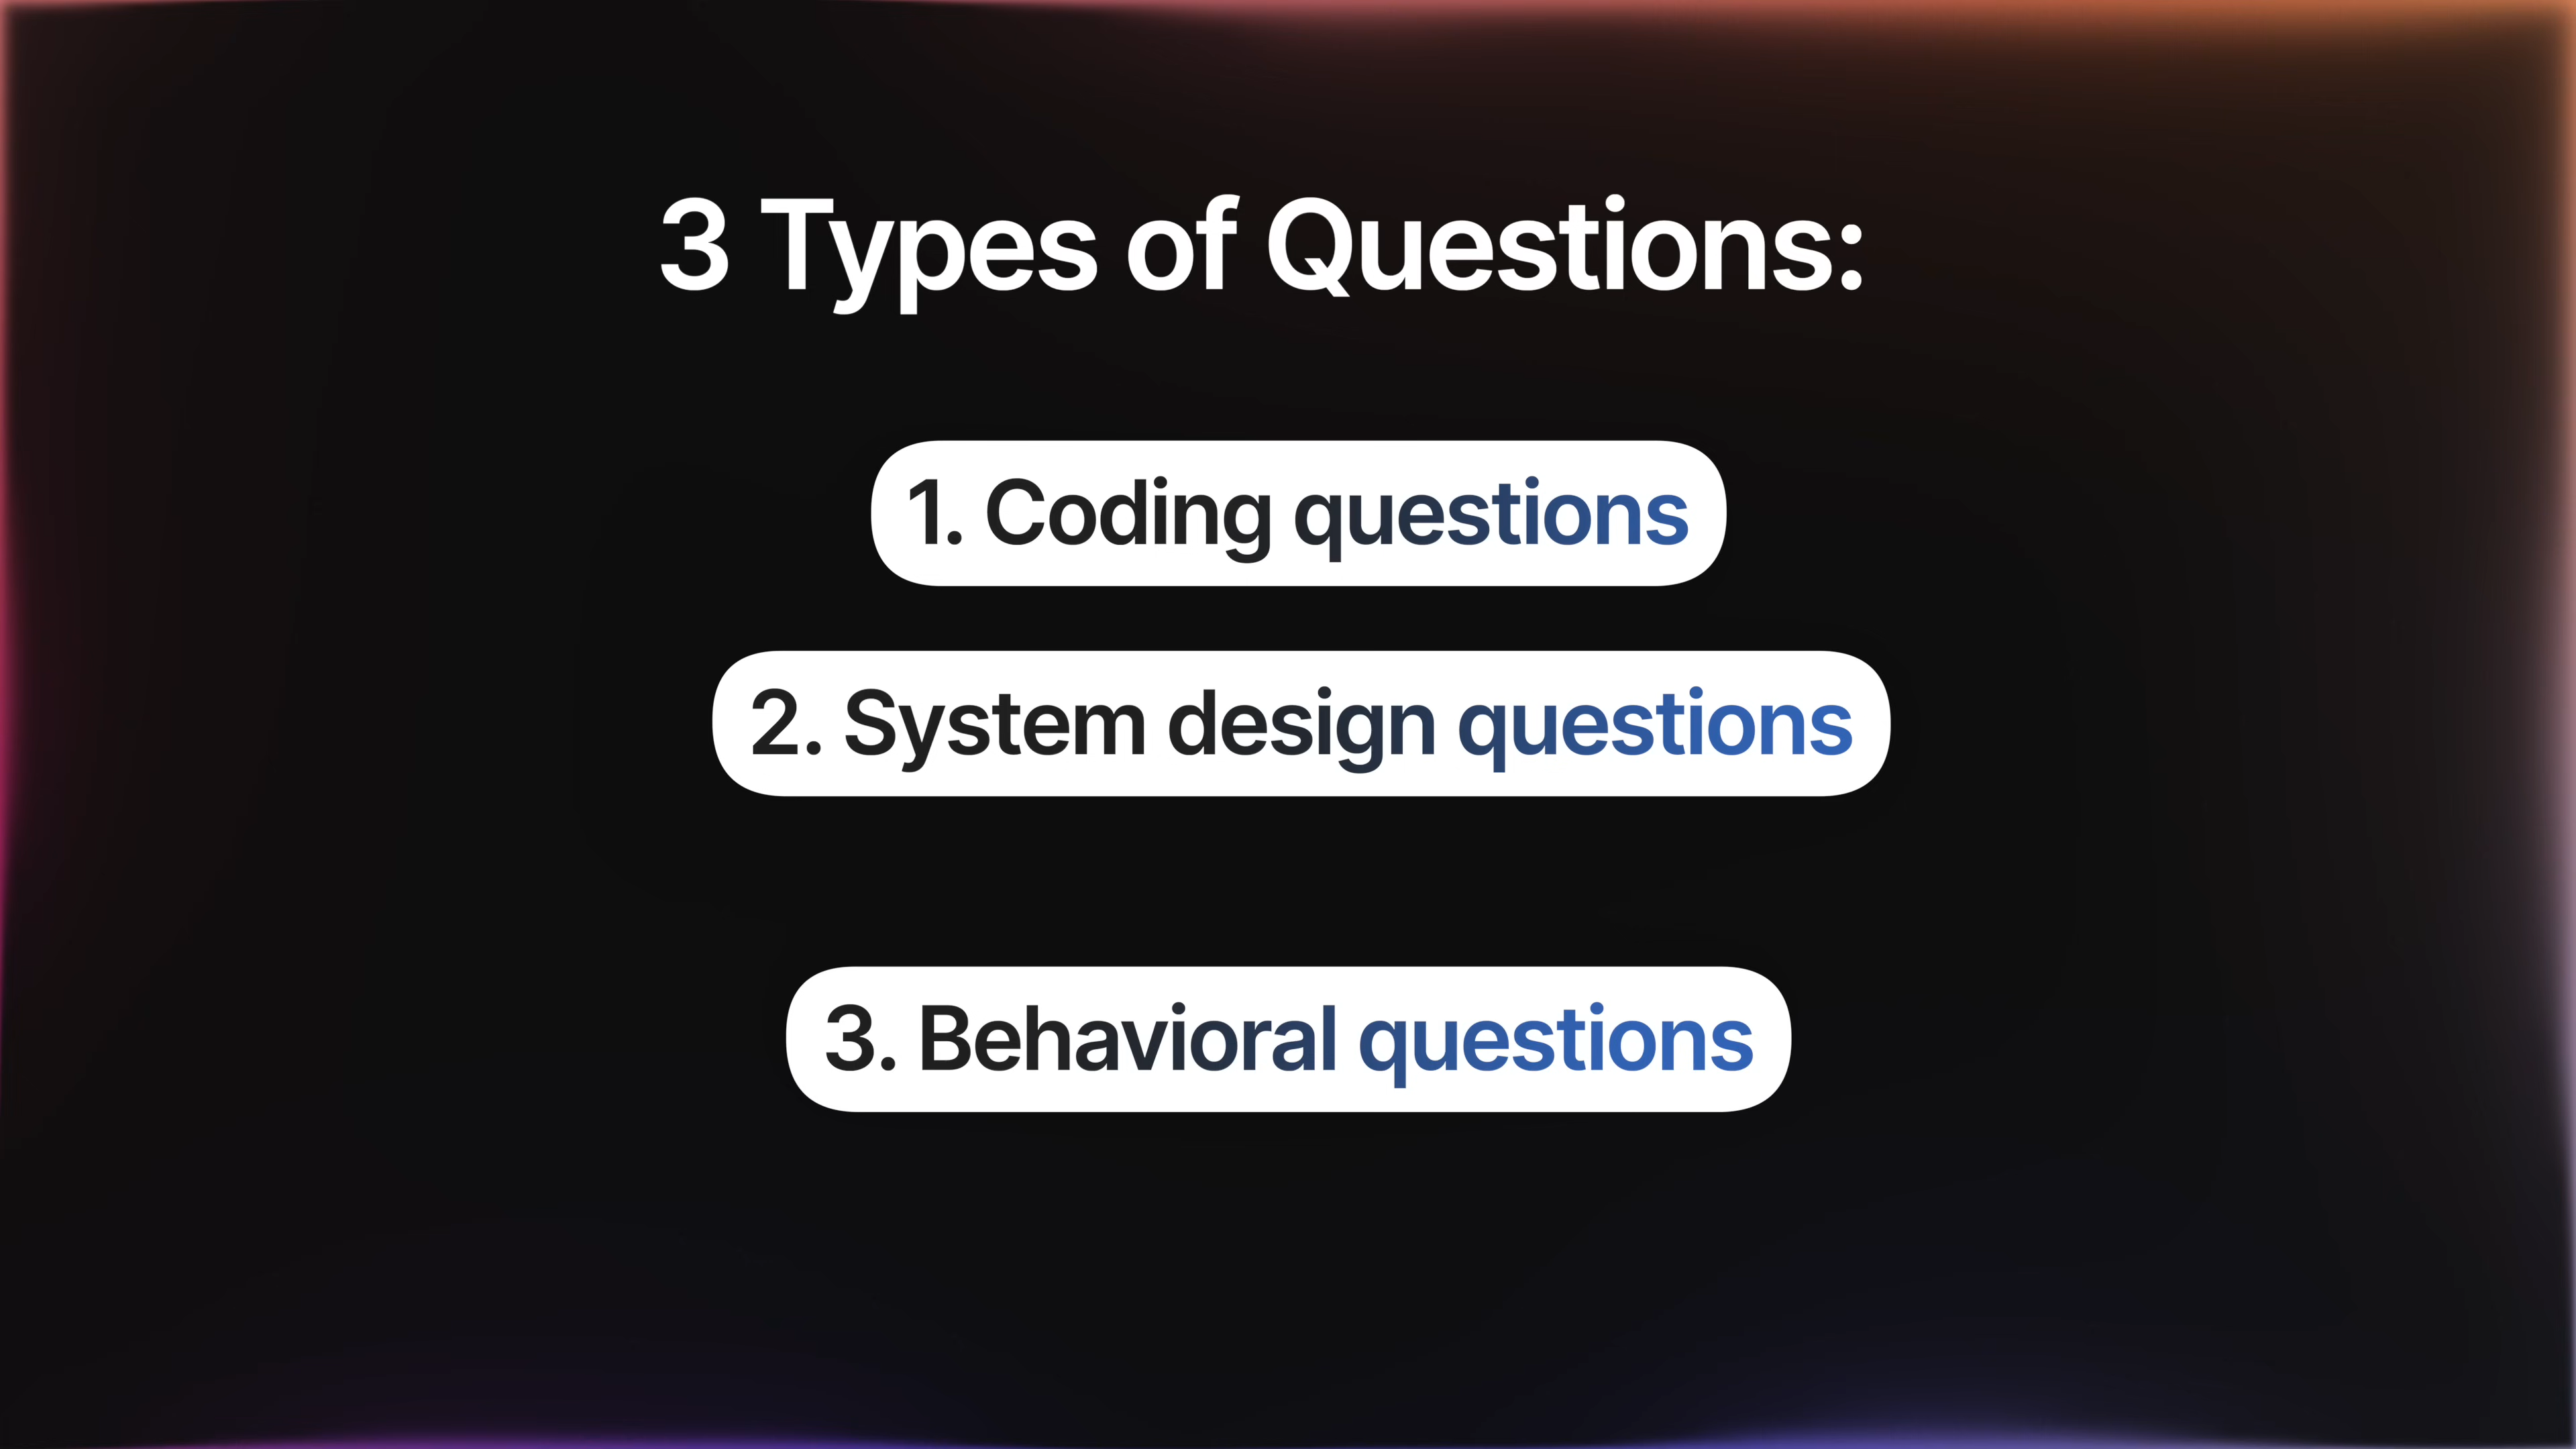 3 Types of Questions:
1. Coding questions
2. System design questions
3. Behavioral questions